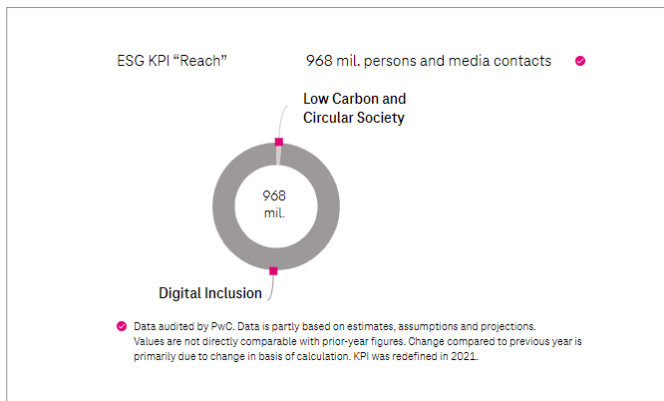 ESG KPI “Reach”
968 mil. persons and media contacts
Low Carbon and
Circular Society
968
mil.
Digital Inclusion
Data audited by PwC. Data is partly based on estimates, assumptions and projections.
Values are not directly comparable with prior-year figures. Change compared to previous year is
primarily due to change in basis of calculation. KPI was redefined in 2021.